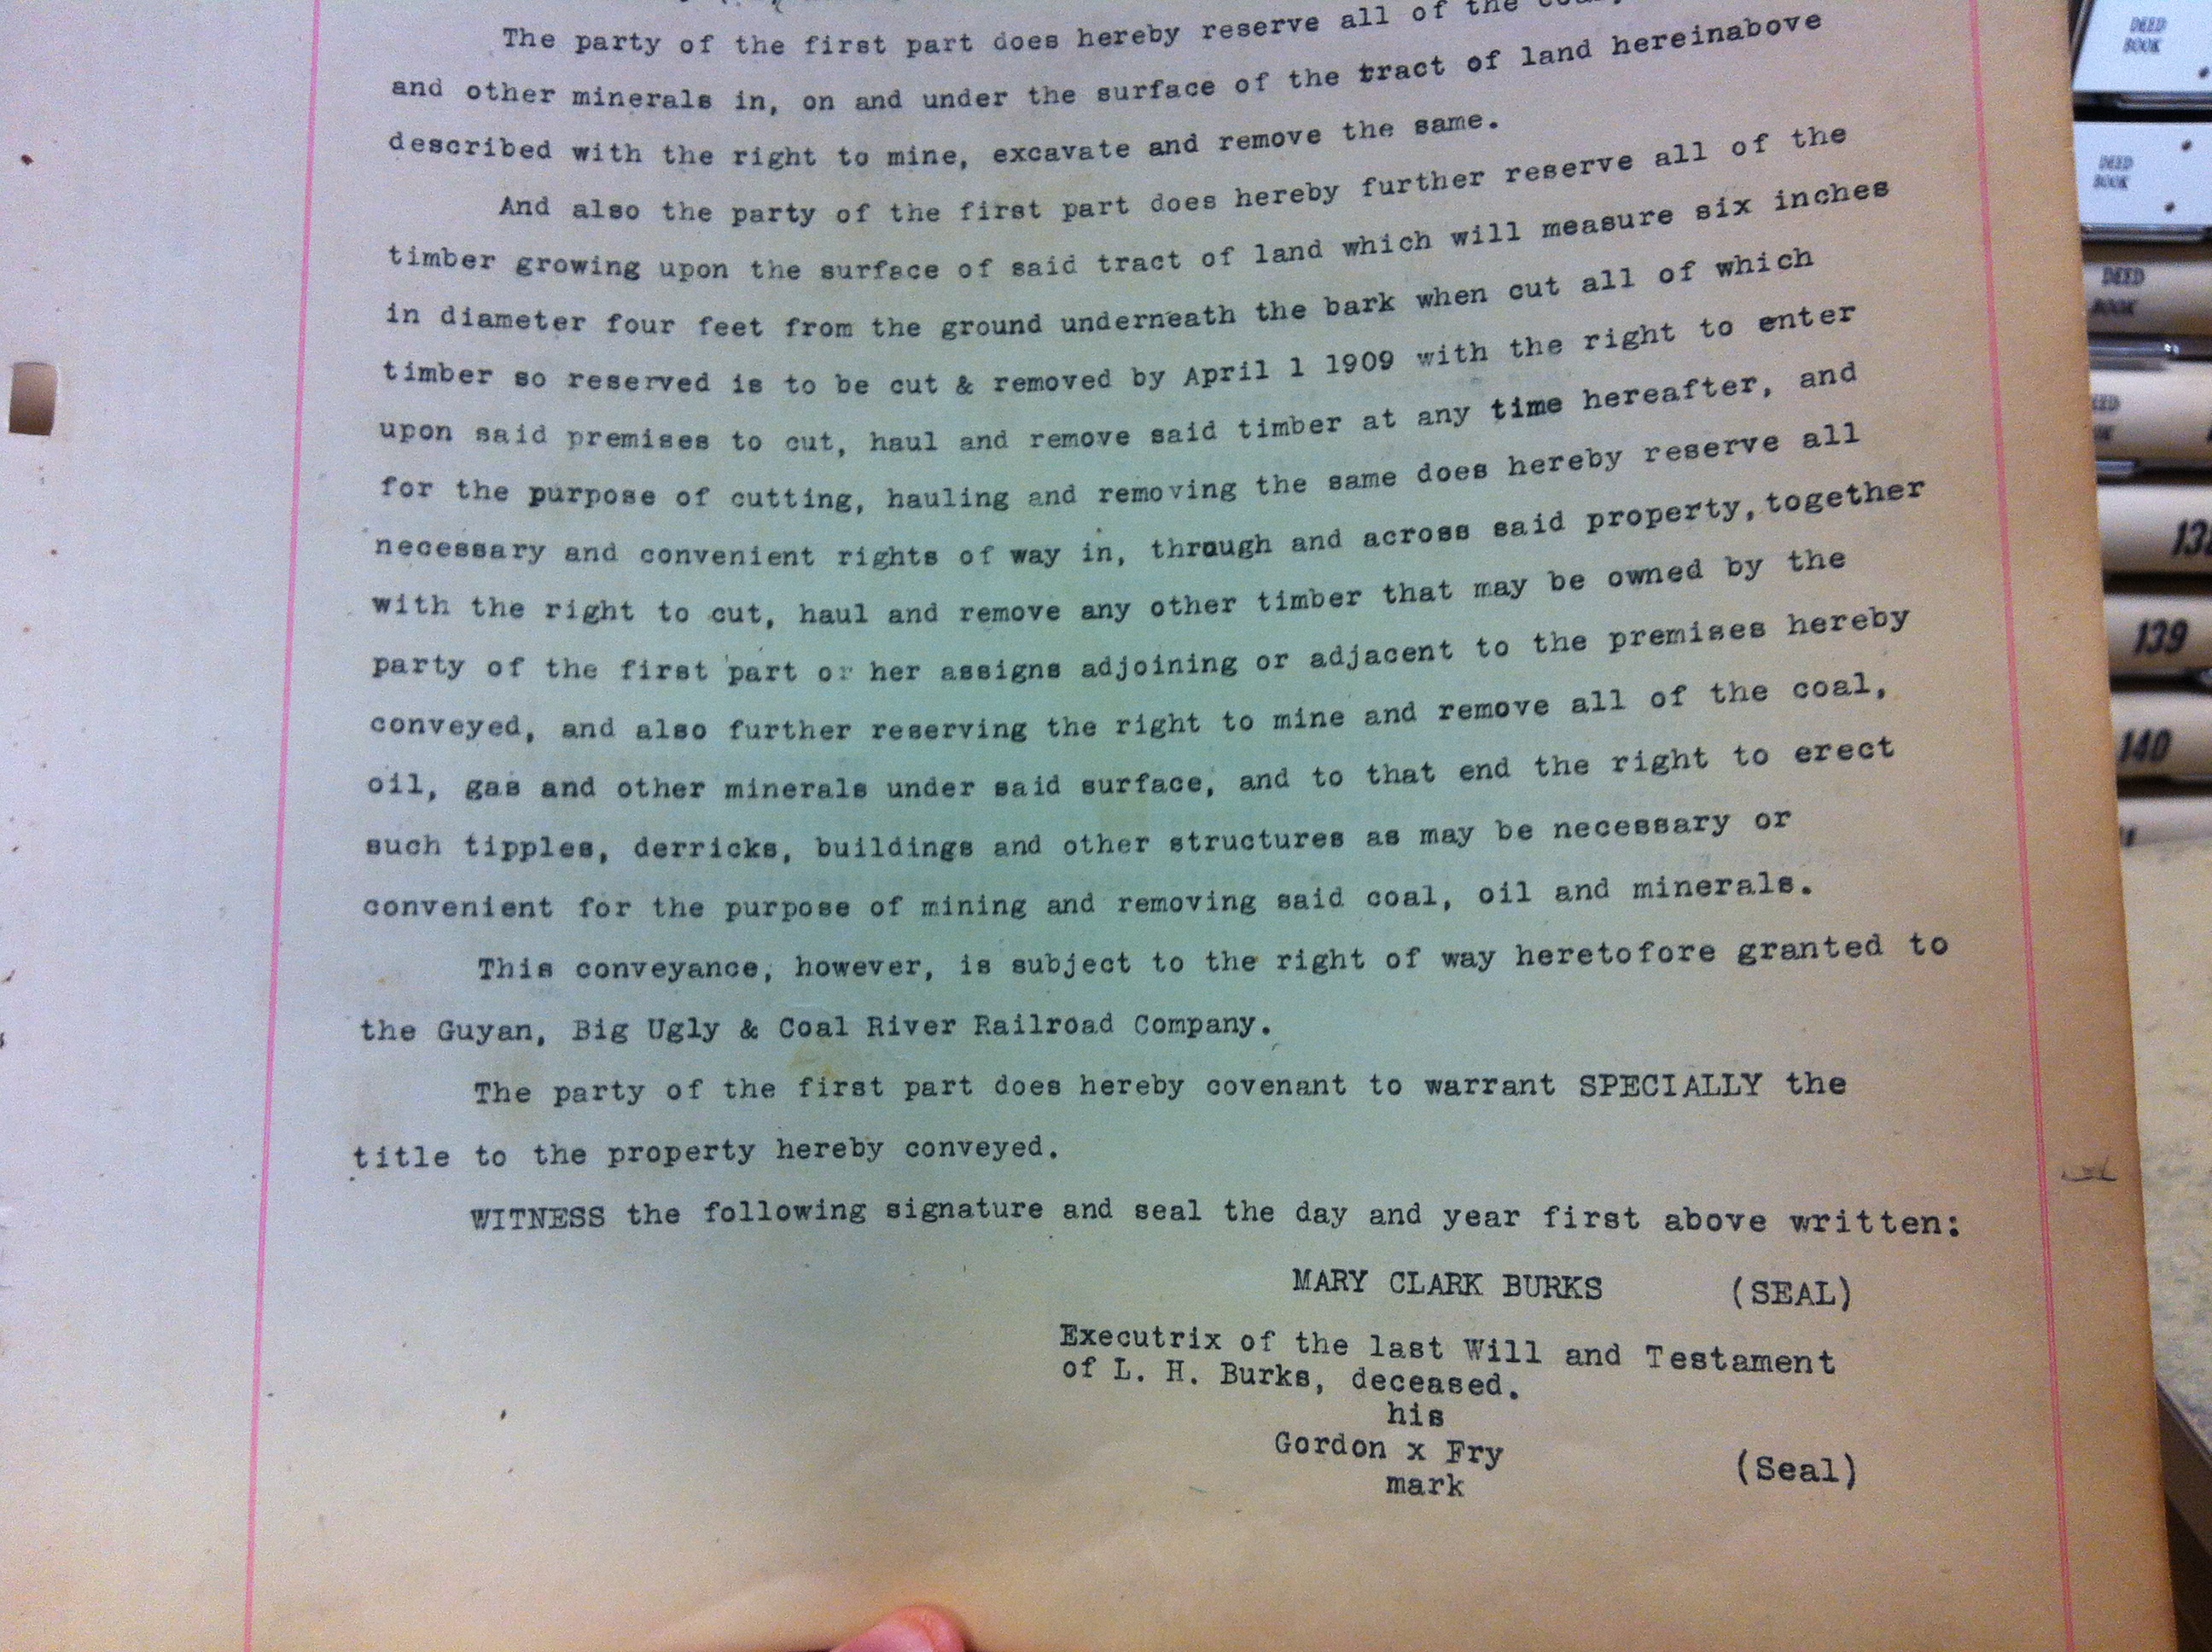 The party of the first part does hereby reserve all of the
and other minerals in, on and under the surface of the tract of land hereinabove
described with the right to mine, excavate and remove the same.
And also the party of the first part does hereby further reserve all of the
timber growing upon the surface of said tract of land which will measure six inches
in diameter four feet from the ground underneath the bark when cut all of which
timber so reserved is to be cut & removed by April 1 1909 with the right to enter
upon said premises to cut, haul and remove said timber at any time hereafter, and
for the purpose of cutting, hauling and removing the same does hereby reserve all
necessary and convenient rights of way in, through and across said property, together
with the right to cut, haul and remove any other timber that may be owned by the
party of the first part or her assigns adjoining or adjacent to the premises hereby
conveyed, and also further reserving the right to mine and remove all of the coal,
oil, gas and other minerals under said surface, and to that end the right to erect
such tipples, derricks, buildings and other structures as may be necessary or
convenient for the purpose of mining and removing said coal, oil and minerals.
This conveyance, however, is subject to the right of way heretofore granted to
the Guyan, Big Ugly & Coal River Railroad Company.
The party of the first part does hereby covenant to warrant SPECIALLY the
title to the property hereby conveyed.
WITNESS the following signature and seal the day and year first above written:
MARY CLARK BURKS (SEAL)
Executrix of the last Will and Testament
of L. H. Burks, deceased.
his
Gordon x Fry (Seal)
mark
DEED
BOOK
DEED
BOOK
DEED
BOOK
139
140